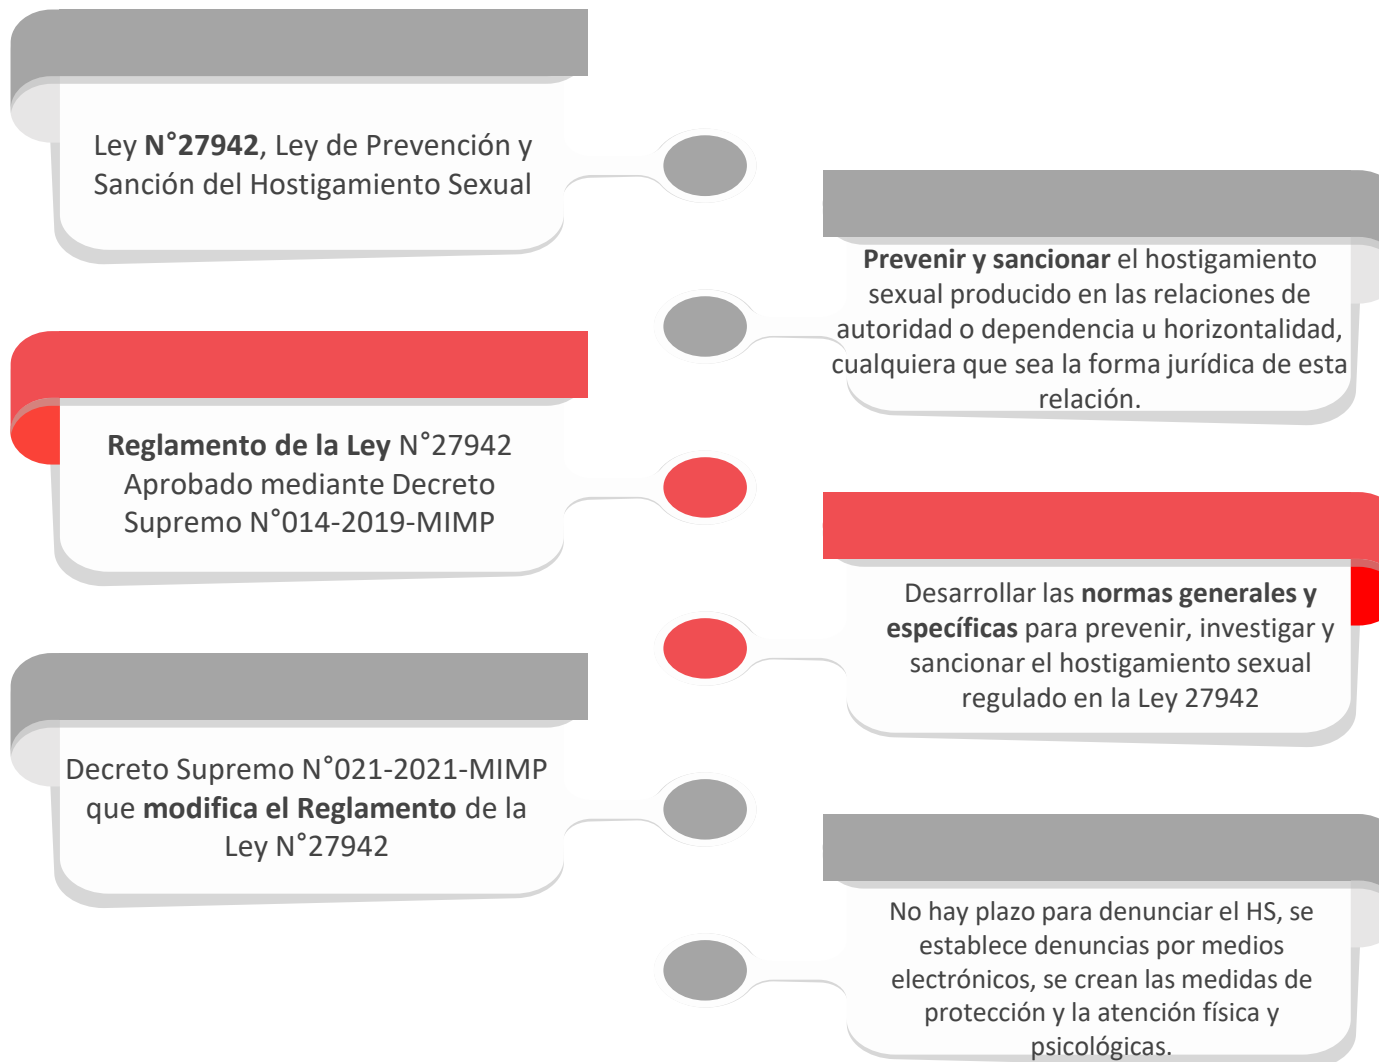 Ley N°27942, Ley de Prevención y
Sanción del Hostigamiento Sexual
Prevenir y sancionar el hostigamiento
sexual producido en las relaciones de
autoridad o dependencia u horizontalidad,
cualquiera que sea la forma jurídica de esta
relación.
Reglamento de la Ley N°27942
Aprobado mediante Decreto
Supremo N°014-2019-MIMP
Desarrollar las normas generales y
específicas para prevenir, investigar y
sancionar el hostigamiento sexual
regulado en la Ley 27942
Decreto Supremo N°021-2021-MIMP
que modifica el Reglamento de la
Ley N°27942
No hay plazo para denunciar el HS, se
establece denuncias por medios
electrónicos, se crean las medidas de
protección y la atención física y
psicológicas.